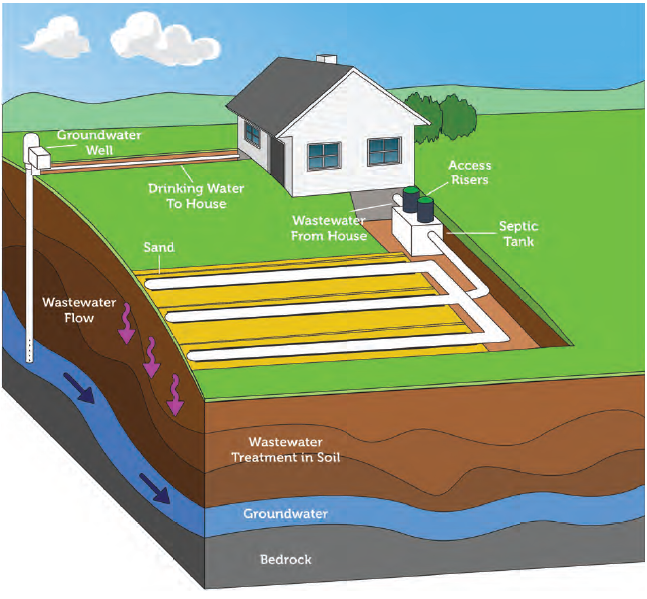 Groundwater
Well
Drinking Water
To House
Access
Risers
Wastewater
From House
Septic
Tank
Sand
Wastewater
Flow
Wastewater
Treatment in Soil
Groundwater
Bedrock